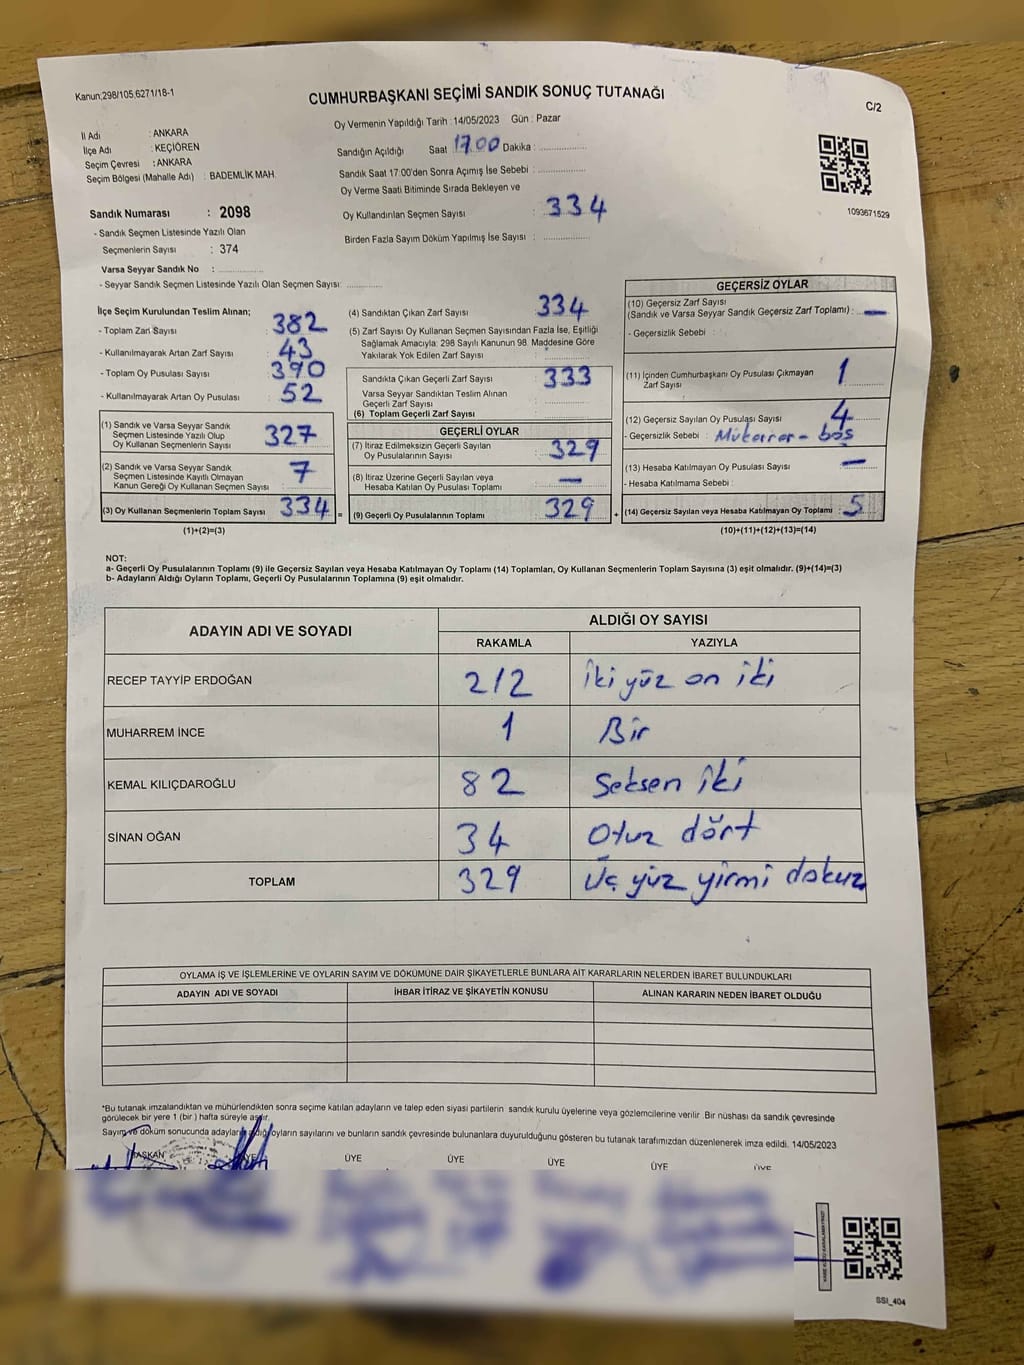 Kanun;298/105,6271/18-1
CUMHURBAŞKANI SEÇİMİ SANDIK SONUÇ TUTANAĞI
C/2
İl Adı : ANKARA
İlçe Adı : KEÇİÖREN
Seçim Çevresi : ANKARA
Seçim Bölgesi (Mahalle Adı) : BADEMLİK MAH.
Oy Vermenin Yapıldığı Tarih : 14/05/2023 Gün : Pazar
Sandığın Açıldığı Saat 17.00 Dakika :
Sandık Saat 17.00'den Sonra Açımış İse Sebebi :
Oy Verme Saati Bitiminde Sırada Bekleyen ve
Oy Kullandırılan Seçmen Sayısı : 334
Birden Fazla Sayım Döküm Yapılmış İse Sayısı :
1093671529
Sandık Numarası : 2098
- Sandık Seçmen Listesinde Yazılı Olan
Seçmenlerin Sayısı : 374
Varsa Seyyar Sandık No :
- Seyyar Sandık Seçmen Listesinde Yazılı Olan Seçmen Sayısı:
İlçe Seçim Kurulundan Teslim Alınan;
- Toplam Zarf Sayısı : 382
- Kullanılmayarak Artan Zarf Sayısı : 43
- Toplam Oy Pusulası Sayısı : 390
- Kullanılmayarak Artan Oy Pusulası : 52
(1) Sandık ve Varsa Seyyar Sandık
Seçmen Listesinde Yazılı Olup
Oy Kullanan Seçmenlerin Sayısı : 327
(2) Sandık ve Varsa Seyyar Sandık
Seçmen Listesinde Kayıtlı Olmayan
Kanun Gereği Oy Kullanan Seçmen Sayısı : 7
(3) Oy Kullanan Seçmenlerin Toplam Sayısı : 334
(1)+(2)=(3)
(4) Sandıktan Çıkan Zarf Sayısı : 334
(5) Zarf Sayısı Oy Kullanan Seçmen Sayısından Fazla İse, Eşitliği
Sağlamak Amacıyla: 298 Sayılı Kanunun 98. Maddesine Göre
Yakılarak Yok Edilen Zarf Sayısı :
Sandıkta Çıkan Geçerli Zarf Sayısı : 333
Varsa Seyyar Sandıktan Teslim Alınan
Geçerli Zarf Sayısı :
(6) Toplam Geçerli Zarf Sayısı :
GEÇERLİ OYLAR
(7) İtiraz Edilmeksizin Geçerli Sayılan
Oy Pusulalarının Sayısı : 329
(8) İtiraz Üzerine Geçerli Sayılan veya
Hesaba Katılan Oy Pusulası Toplamı : —
= (9) Geçerli Oy Pusulalarının Toplamı : 329 +
GEÇERSİZ OYLAR
(10) Geçersiz Zarf Sayısı
(Sandık ve Varsa Seyyar Sandık Geçersiz Zarf Toplamı) : —
- Geçersizlik Sebebi :
(11) İçinden Cumhurbaşkanı Oy Pusulası Çıkmayan
Zarf Sayısı : 1
(12) Geçersiz Sayılan Oy Pusulası Sayısı : 4
- Geçersizlik Sebebi : Mükerrer - boş
(13) Hesaba Katılmayan Oy Pusulası Sayısı : —
- Hesaba Katılmama Sebebi :
(14) Geçersiz Sayılan veya Hesaba Katılmayan Oy Toplamı : 5
(10)+(11)+(12)+(13)=(14)
NOT:
a- Geçerli Oy Pusulalarının Toplamı (9) ile Geçersiz Sayılan veya Hesaba Katılmayan Oy Toplamı (14) Toplamları, Oy Kullanan Seçmenlerin Toplam Sayısına (3) eşit olmalıdır. (9)+(14)=(3)
b- Adayların Aldığı Oyların Toplamı, Geçerli Oy Pusulalarının Toplamına (9) eşit olmalıdır.
ADAYIN ADI VE SOYADI
ALDIĞI OY SAYISI
RAKAMLA YAZIYLA
RECEP TAYYİP ERDOĞAN 212 İki yüz on iki
MUHARREM İNCE 1 Bir
KEMAL KILIÇDAROĞLU 82 Seksen iki
SİNAN OĞAN 34 Otuz dört
TOPLAM 329 Üç yüz yirmi dokuz
OYLAMA İŞ VE İŞLEMLERİNE VE OYLARIN SAYIM VE DÖKÜMÜNE DAİR ŞİKAYETLERLE BUNLARA AİT KARARLARIN NELERDEN İBARET BULUNDUKLARI
ADAYIN ADI VE SOYADI İHBAR İTİRAZ VE ŞİKAYETİN KONUSU ALINAN KARARIN NEDEN İBARET OLDUĞU
*Bu tutanak imzalandıktan ve mühürlendikten sonra seçime katılan adayların ve talep eden siyasi partilerin sandık kurulu üyelerine veya gözlemcilerine verilir. Bir nüshası da sandık çevresinde
görülecek bir yere 1 (bir ) hafta süreyle asılır.
Sayım ve döküm sonucunda adayların aldığı oyların sayılarını ve bunların sandık çevresinde bulunanlara duyurulduğunu gösteren bu tutanak tarafımızdan düzenlenerek imza edildi. 14/05/2023
BAŞKAN ÜYE ÜYE ÜYE ÜYE ÜYE ÜYE
SSI_404